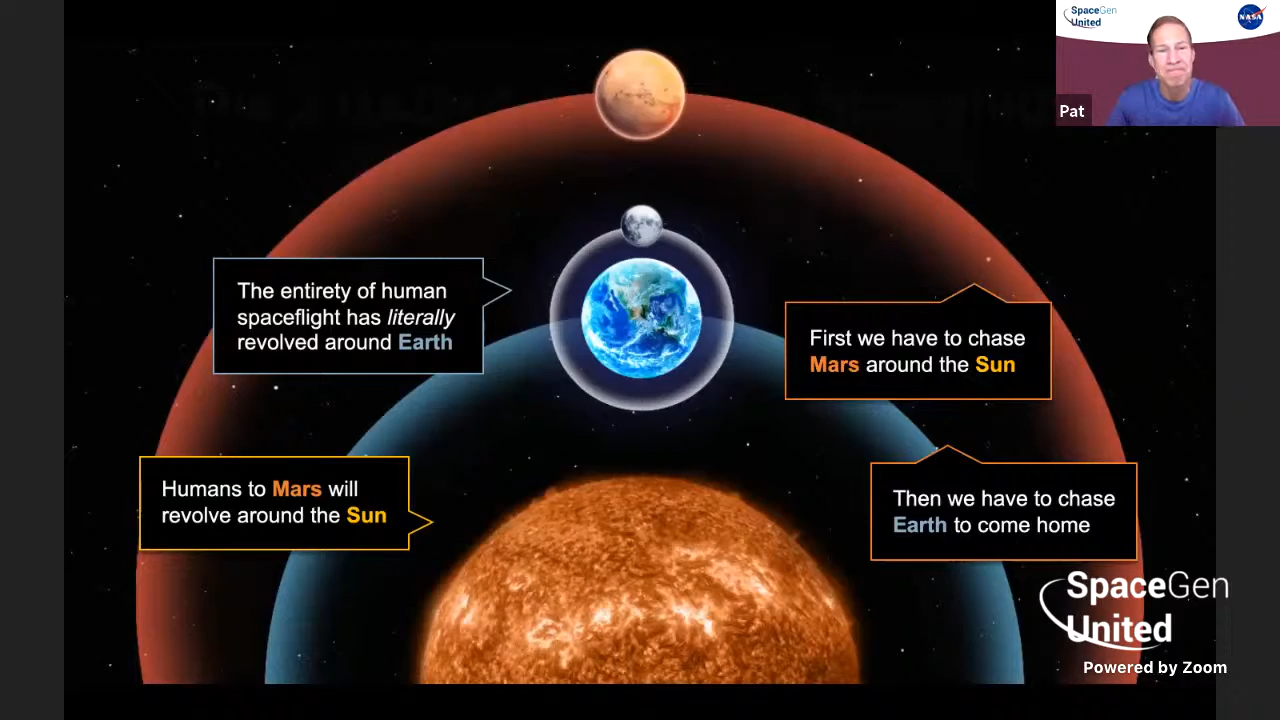 SpaceGen
United
NASA
Pat
The entirety of human
spaceflight has literally
revolved around Earth
First we have to chase
Mars around the Sun
Humans to Mars will
revolve around the Sun
Then we have to chase
Earth to come home
SpaceGen
United
Powered by Zoom